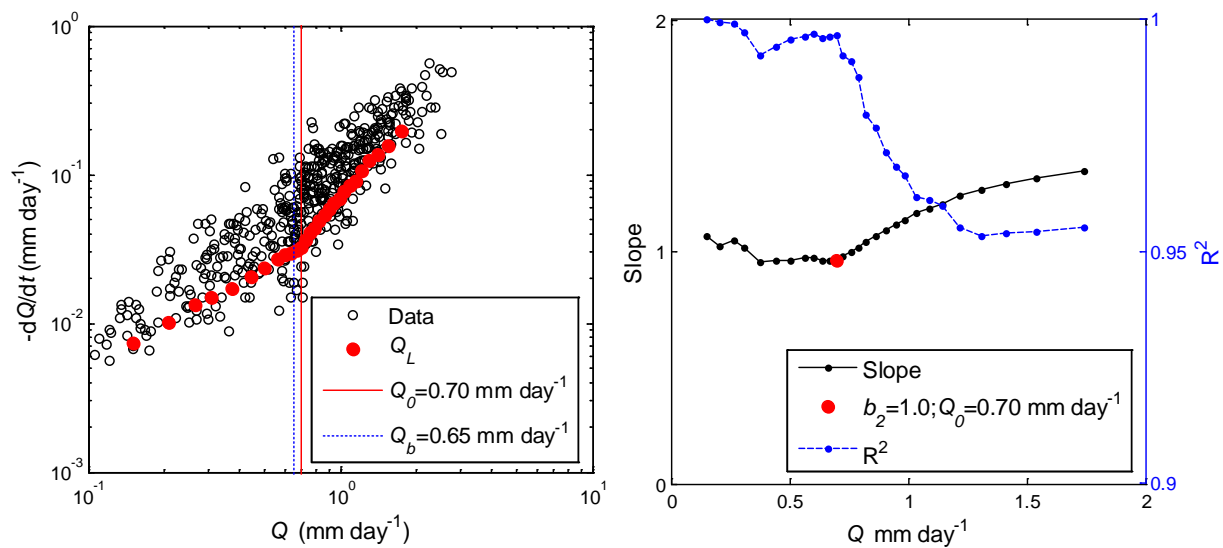 10^0
10^-1
10^-2
10^-3
10^-1
10^0
10^1
-dQ/dt (mm day^-1)
Q (mm day^-1)
Data
Q_L
Q_0=0.70 mm day^-1
Q_b=0.65 mm day^-1
2
1
0
1
0.95
0.9
0
0.5
1
1.5
2
Slope
R^2
Q mm day^-1
Slope
b_2=1.0;Q_0=0.70 mm day^-1
R^2